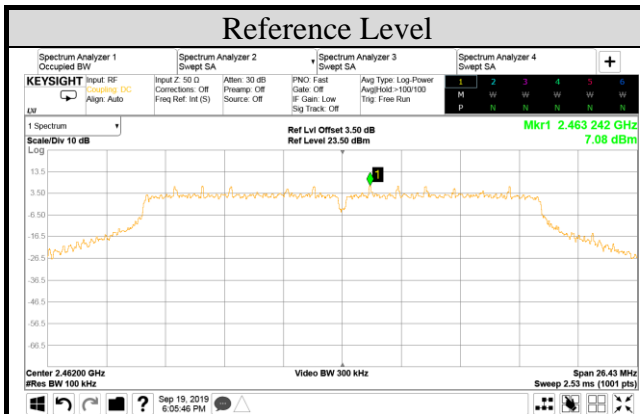 Reference Level
Spectrum Analyzer 1
Occupied BW
Spectrum Analyzer 2
Swept SA
Spectrum Analyzer 3
Swept SA
Spectrum Analyzer 4
Swept SA
+
KEYSIGHT
Input: RF
Coupling: DC
Align: Auto
Input Z: 50 Ω
Corrections: Off
Freq Ref: Int (S)
Atten: 30 dB
Preamp: Off
Source: Off
PNO: Fast
Gate: Off
IF Gain: Low
Sig Track: Off
Avg Type: Log-Power
Avg|Hold:>100/100
Trig: Free Run
1 2 3 4 5 6
M W W W W W
P N N N N N
LXI
1 Spectrum
Scale/Div 10 dB
Ref Lvl Offset 3.50 dB
Ref Level 23.50 dBm
Mkr1 2.463 242 GHz
7.08 dBm
Log
13.5
3.50
-6.50
-16.5
-26.5
-36.5
-46.5
-56.5
-66.5
1
Center 2.46200 GHz
#Res BW 100 kHz
Video BW 300 kHz
Span 26.43 MHz
Sweep 2.53 ms (1001 pts)
?
Sep 19, 2019
6:05:46 PM